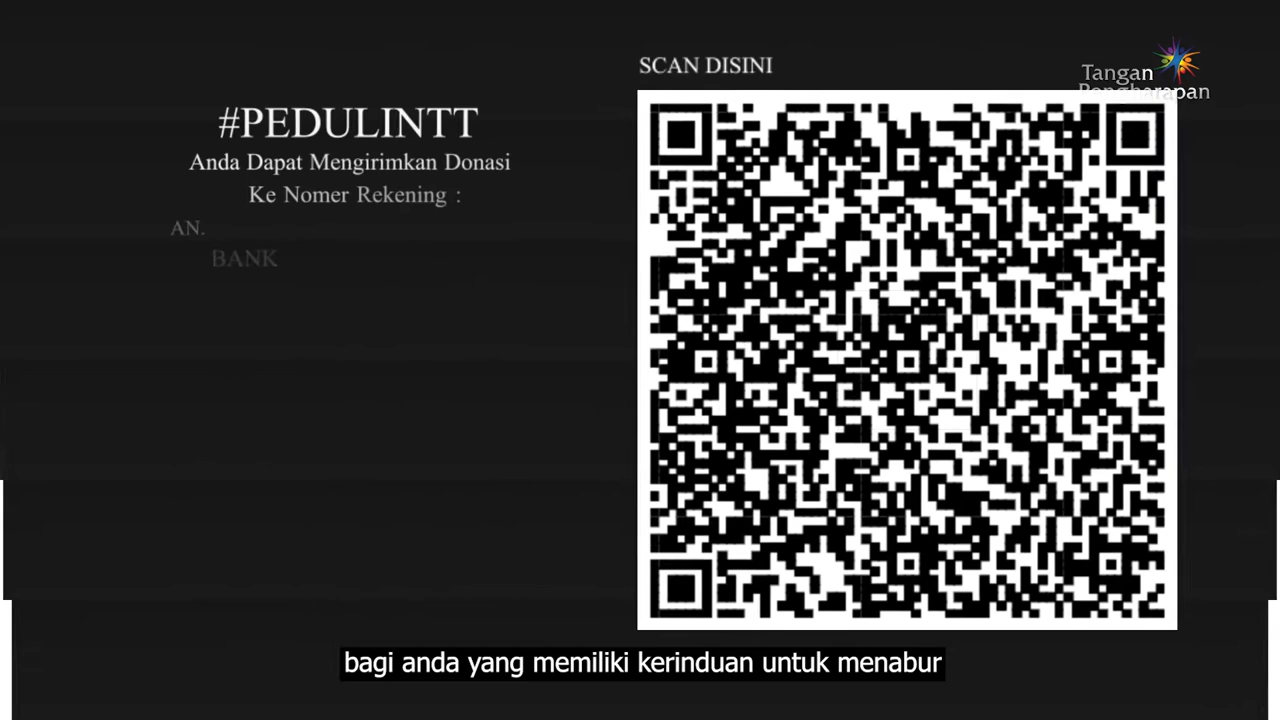 #PEDULINTT
Anda Dapat Mengirimkan Donasi
Ke Nomer Rekening :
AN.
BANK
SCAN DISINI
Tangan
Pengharapan
bagi anda yang memiliki kerinduan untuk menabur